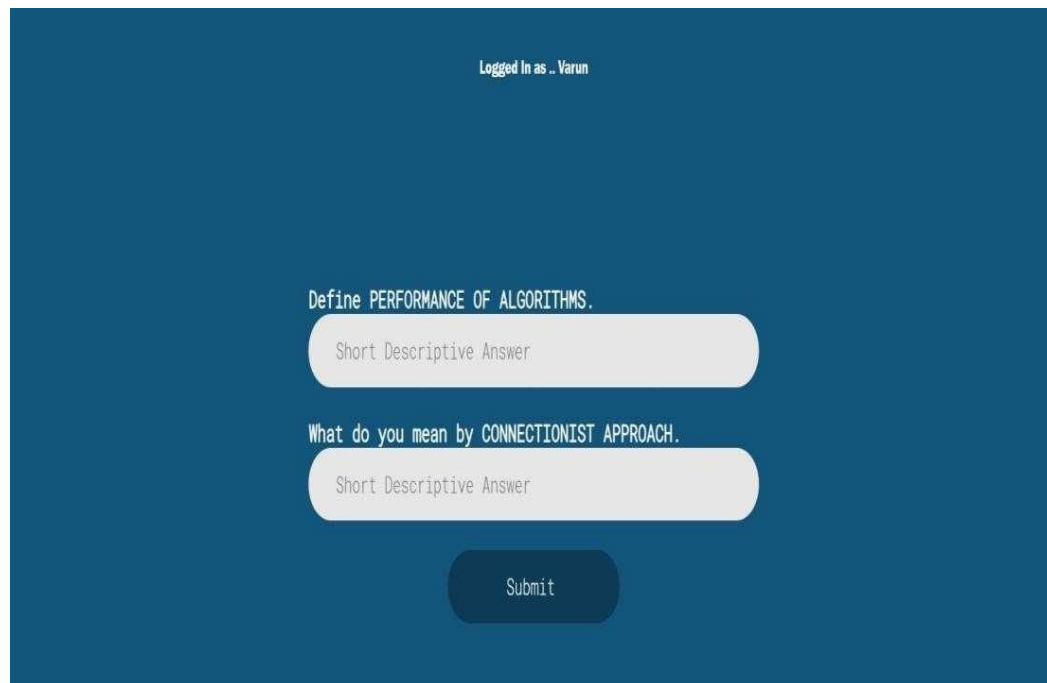 Logged In as .. Varun
Define PERFORMANCE OF ALGORITHMS.
Short Descriptive Answer
What do you mean by CONNECTIONIST APPROACH.
Short Descriptive Answer
Submit